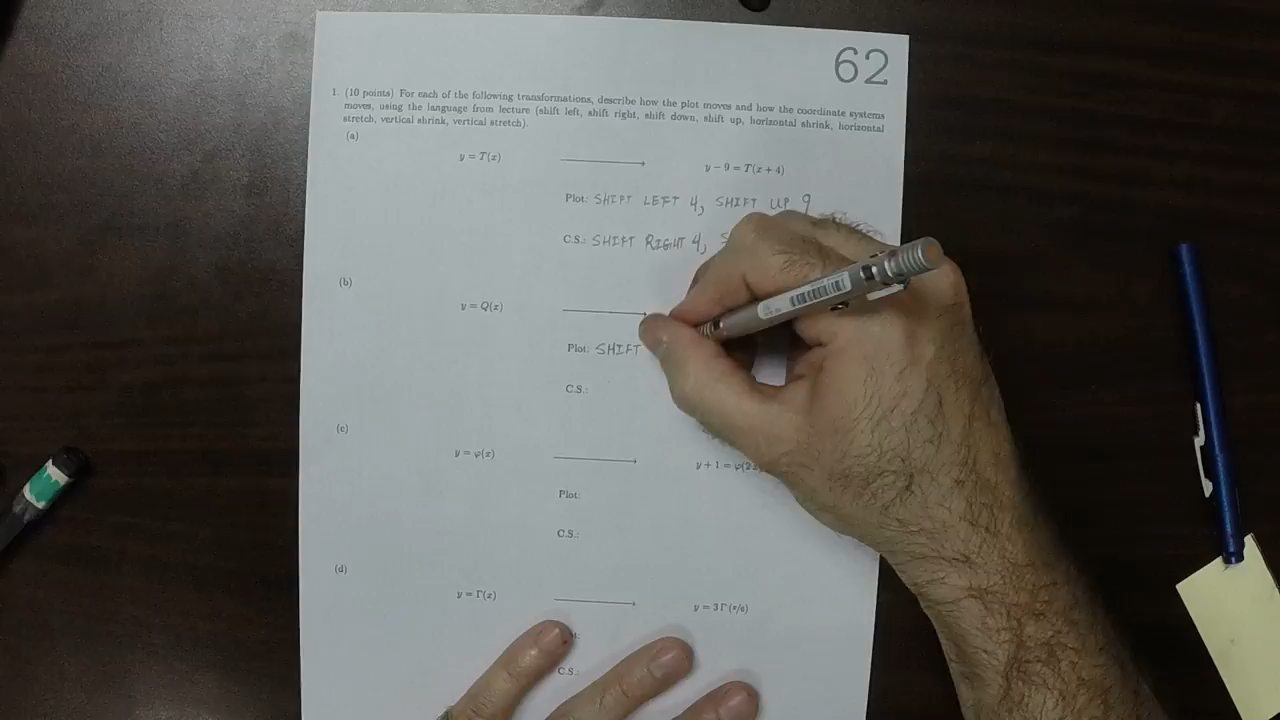 62
1. (10 points) For each of the following transformations, describe how the plot moves and how the coordinate systems
moves, using the language from lecture (shift left, shift right, shift down, shift up, horizontal shrink, horizontal
stretch, vertical shrink, vertical stretch).
(a)
y = T(x) → y − 9 = T(x + 4)
Plot: SHIFT LEFT 4, SHIFT UP 9
C.S.: SHIFT RIGHT 4, S
(b)
y = Q(x)
Plot: SHIFT
C.S.:
(c)
y = φ(x) → y + 1 = φ(2x
Plot:
C.S.:
(d)
y = Γ(x) → y = 3Γ(x/6)
C.S.: